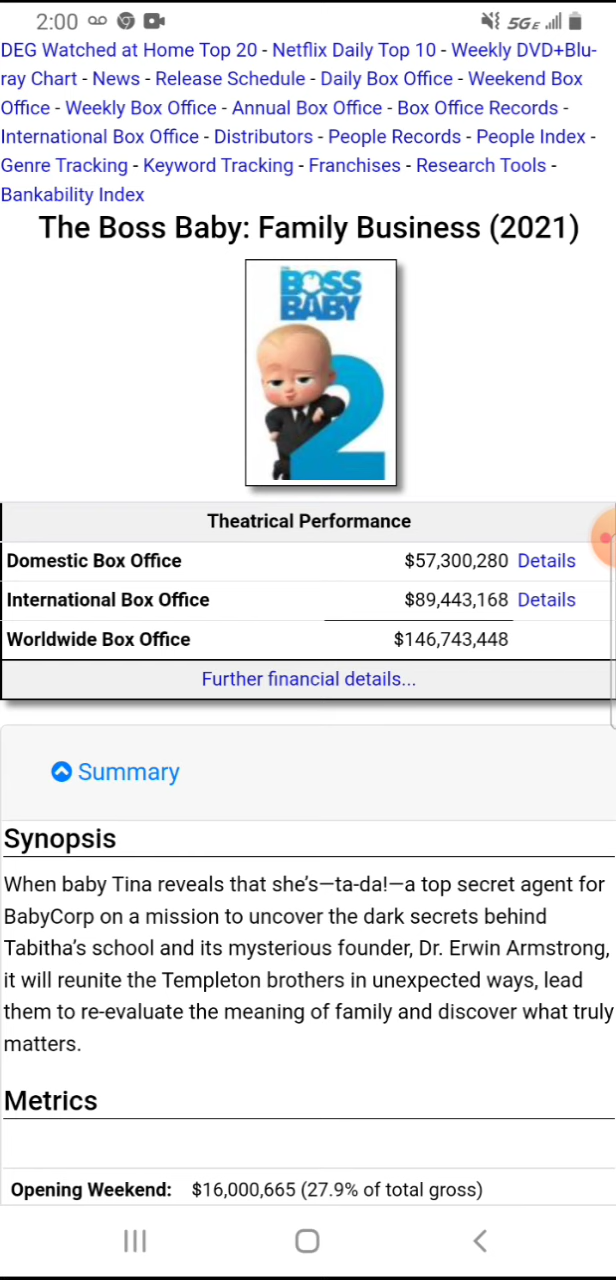 2:00
5GE
DEG Watched at Home Top 20 - Netflix Daily Top 10 - Weekly DVD+Blu-
ray Chart - News - Release Schedule - Daily Box Office - Weekend Box
Office - Weekly Box Office - Annual Box Office - Box Office Records -
International Box Office - Distributors - People Records - People Index -
Genre Tracking - Keyword Tracking - Franchises - Research Tools -
Bankability Index
The Boss Baby: Family Business (2021)
BOSS
BABY
2
Theatrical Performance
Domestic Box Office $57,300,280 Details
International Box Office $89,443,168 Details
Worldwide Box Office $146,743,448
Further financial details...
Summary
Synopsis
When baby Tina reveals that she's—ta-da!—a top secret agent for
BabyCorp on a mission to uncover the dark secrets behind
Tabitha's school and its mysterious founder, Dr. Erwin Armstrong,
it will reunite the Templeton brothers in unexpected ways, lead
them to re-evaluate the meaning of family and discover what truly
matters.
Metrics
Opening Weekend: $16,000,665 (27.9% of total gross)